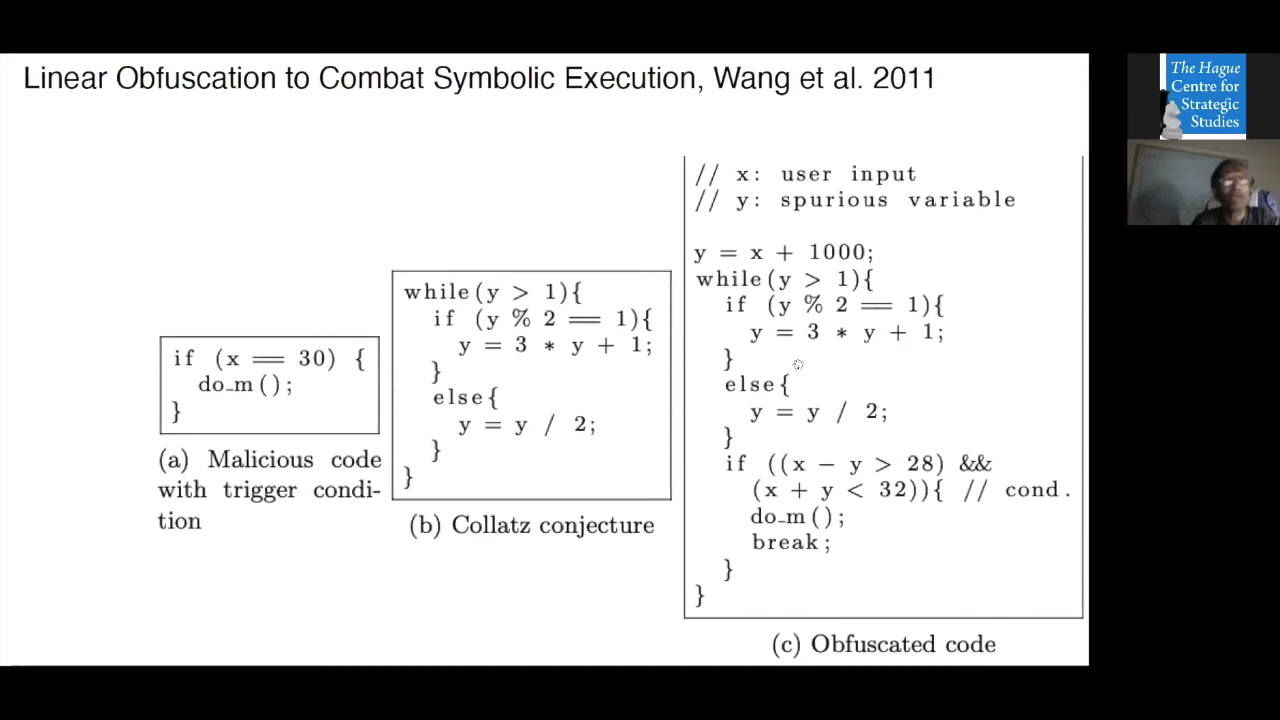 Linear Obfuscation to Combat Symbolic Execution, Wang et al. 2011
The Hague
Centre for
Strategic
Studies
if (x == 30) {
do_m();
}
(a) Malicious code
with trigger condi-
tion
while(y > 1){
if (y % 2 == 1){
y = 3 * y + 1;
}
else{
y = y / 2;
}
}
(b) Collatz conjecture
// x: user input
// y: spurious variable
y = x + 1000;
while(y > 1){
if (y % 2 == 1){
y = 3 * y + 1;
}
else{
y = y / 2;
}
if ((x - y > 28) &&
(x + y < 32)){ // cond.
do_m();
break;
}
}
(c) Obfuscated code